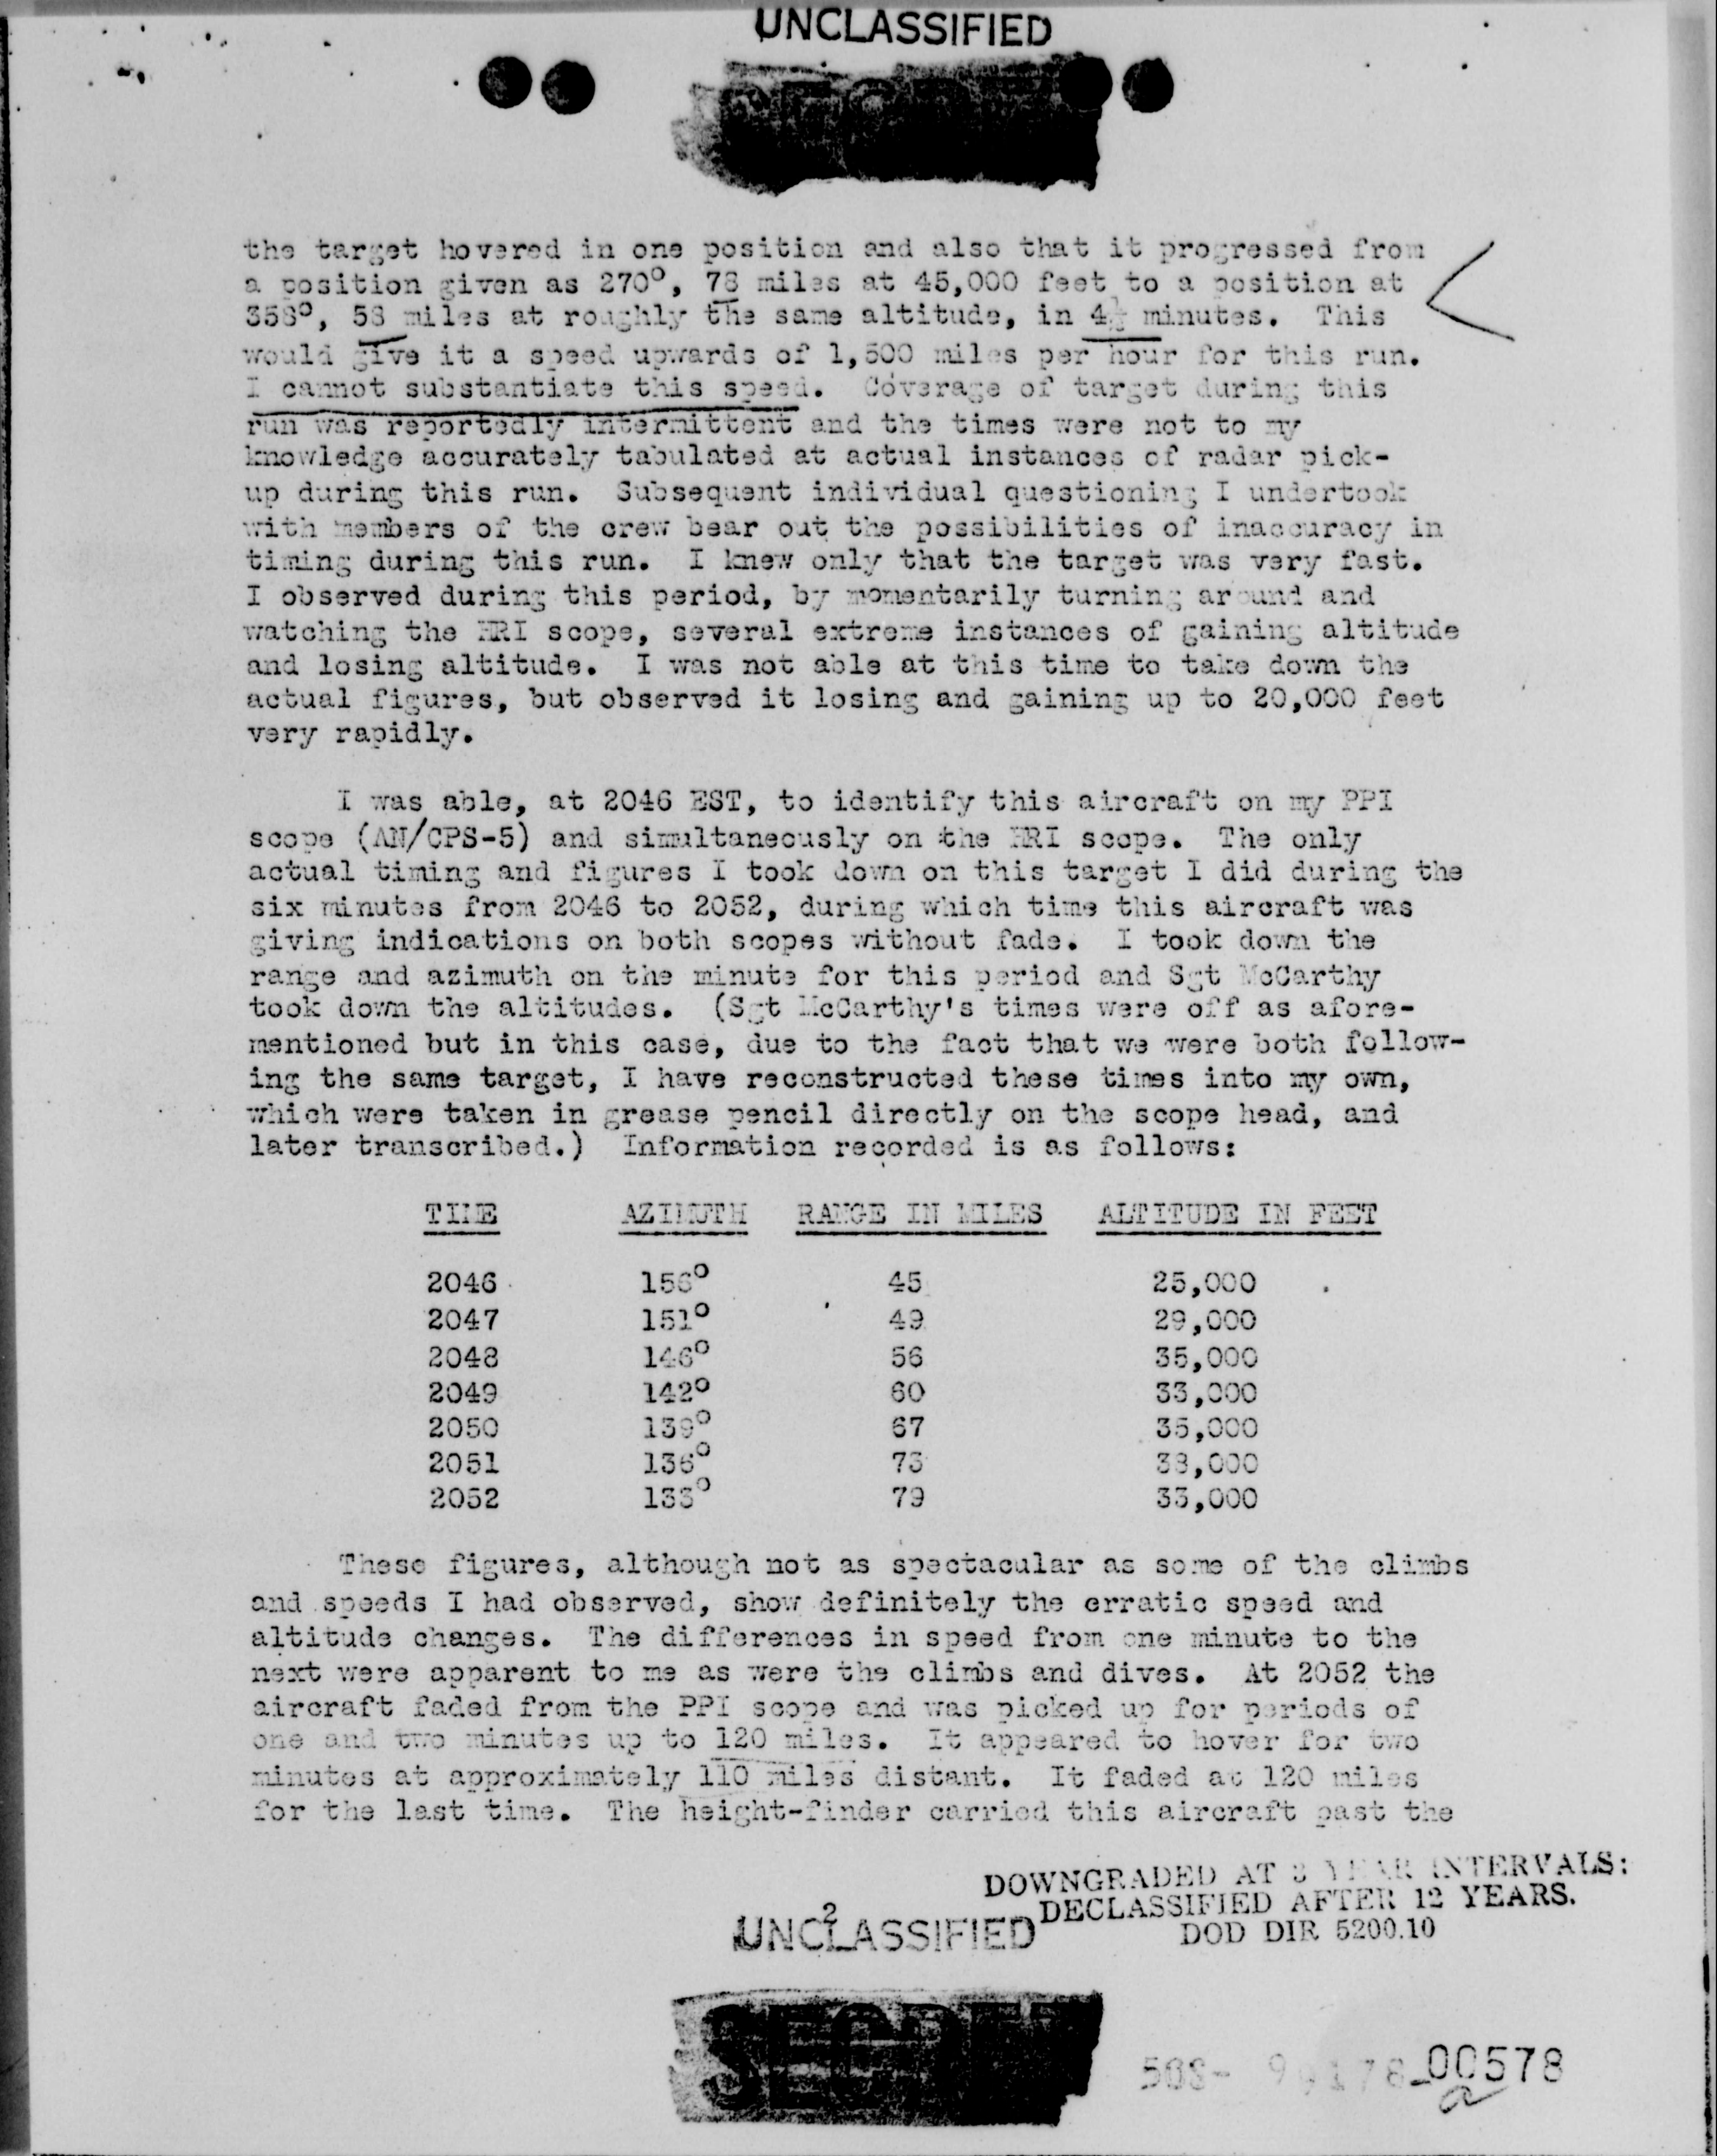 UNCLASSIFIED
the target hovered in one position and also that it progressed from
a position given as 270°, 78 miles at 45,000 feet to a position at
358°, 58 miles at roughly the same altitude, in 4½ minutes. This
would give it a speed upwards of 1,500 miles per hour for this run.
I cannot substantiate this speed. Coverage of target during this
run was reportedly intermittent and the times were not to my
knowledge accurately tabulated at actual instances of radar pick-
up during this run. Subsequent individual questioning I undertook
with members of the crew bear out the possibilities of inaccuracy in
timing during this run. I knew only that the target was very fast.
I observed during this period, by momentarily turning around and
watching the HRI scope, several extreme instances of gaining altitude
and losing altitude. I was not able at this time to take down the
actual figures, but observed it losing and gaining up to 20,000 feet
very rapidly.
I was able, at 2046 EST, to identify this aircraft on my PPI
scope (AN/CPS-5) and simultaneously on the HRI scope. The only
actual timing and figures I took down on this target I did during the
six minutes from 2046 to 2052, during which time this aircraft was
giving indications on both scopes without fade. I took down the
range and azimuth on the minute for this period and Sgt McCarthy
took down the altitudes. (Sgt McCarthy's times were off as afore-
mentioned but in this case, due to the fact that we were both follow-
ing the same target, I have reconstructed these times into my own,
which were taken in grease pencil directly on the scope head, and
later transcribed.) Information recorded is as follows:
TIME AZIMUTH RANGE IN MILES ALTITUDE IN FEET
2046 156° 45 25,000
2047 151° 49 29,000
2048 146° 56 35,000
2049 142° 60 33,000
2050 139° 67 35,000
2051 136° 73 38,000
2052 133° 79 33,000
These figures, although not as spectacular as some of the climbs
and speeds I had observed, show definitely the erratic speed and
altitude changes. The differences in speed from one minute to the
next were apparent to me as were the climbs and dives. At 2052 the
aircraft faded from the PPI scope and was picked up for periods of
one and two minutes up to 120 miles. It appeared to hover for two
minutes at approximately 110 miles distant. It faded at 120 miles
for the last time. The height-finder carried this aircraft past the
DOWNGRADED AT 3 YEAR INTERVALS:
DECLASSIFIED AFTER 12 YEARS.
DOD DIR 5200.10
2
UNCLASSIFIED
SECRET
00578